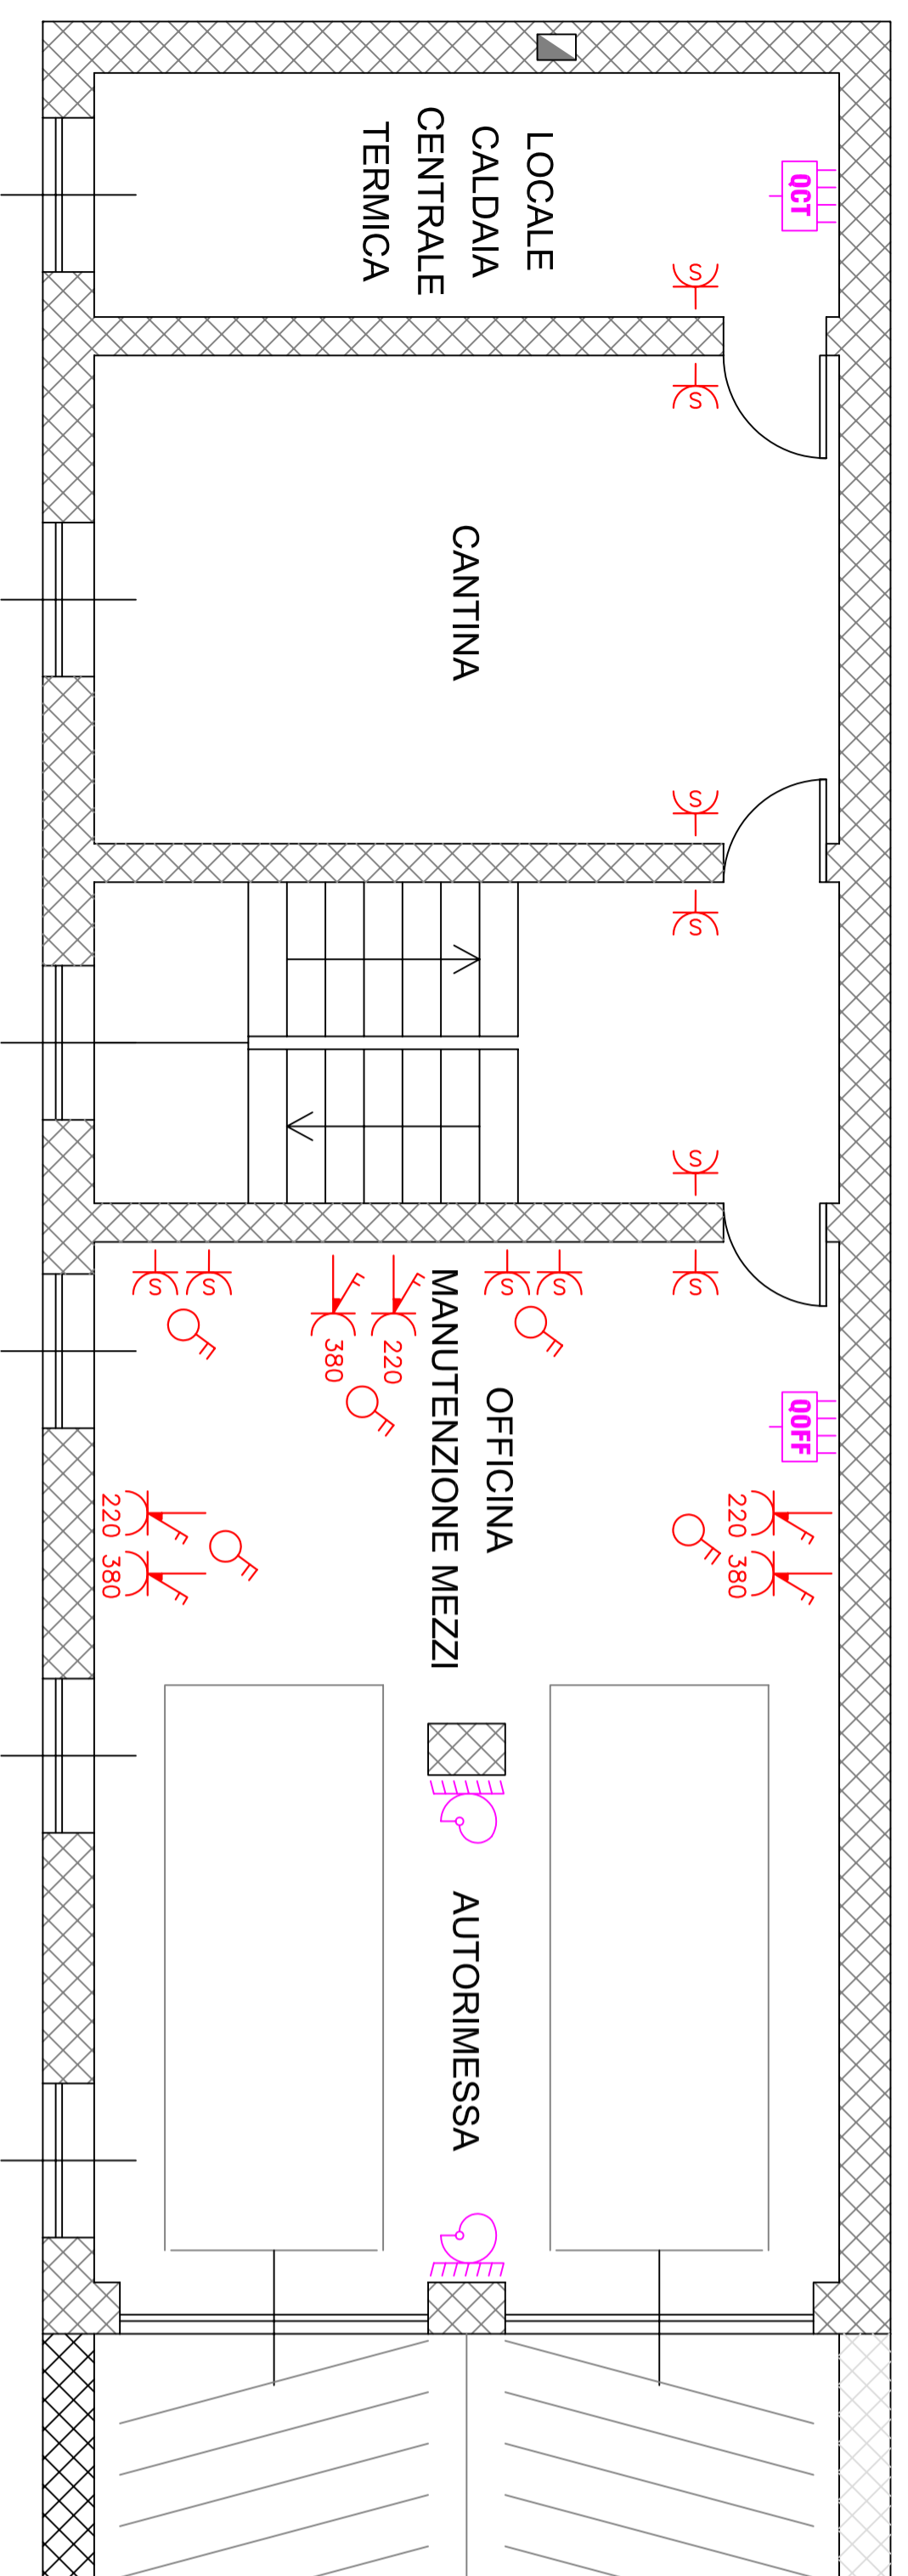 LOCALE
CALDAIA
CENTRALE
TERMICA
QCT
S
S
CANTINA
S
S
S
S
S
S
S
S
F
F
220
380
F
F
F
OFFICINA
MANUTENZIONE MEZZI
QOFF
220 F
380 F
F
220 F
380 F
F
AUTORIMESSA